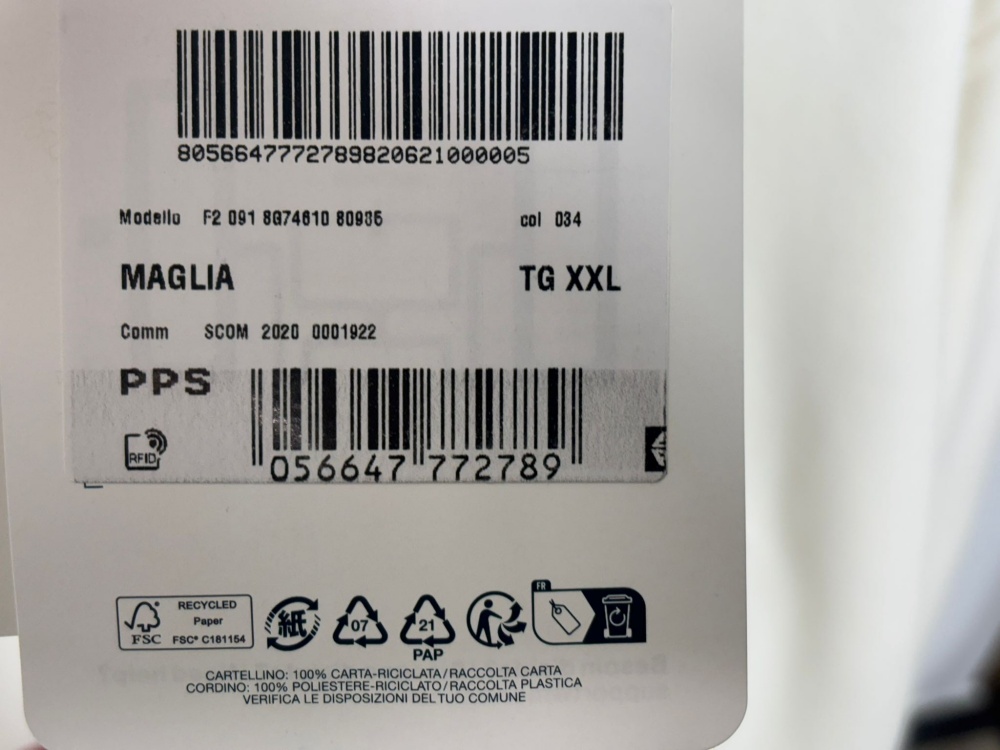 805664777278982062​1000005
Modello F2 091 8G74610 80936 col 034
MAGLIA TG XXL
Comm SCOM 2020 0001922
PPS
RFID
056647 772789
FR
RECYCLED
Paper
FSC FSC® C181154
紙
07
21
PAP
CARTELLINO: 100% CARTA-RICICLATA/RACCOLTA CARTA
CORDINO: 100% POLIESTERE-RICICLATO/RACCOLTA PLASTICA
VERIFICA LE DISPOSIZIONI DEL TUO COMUNE